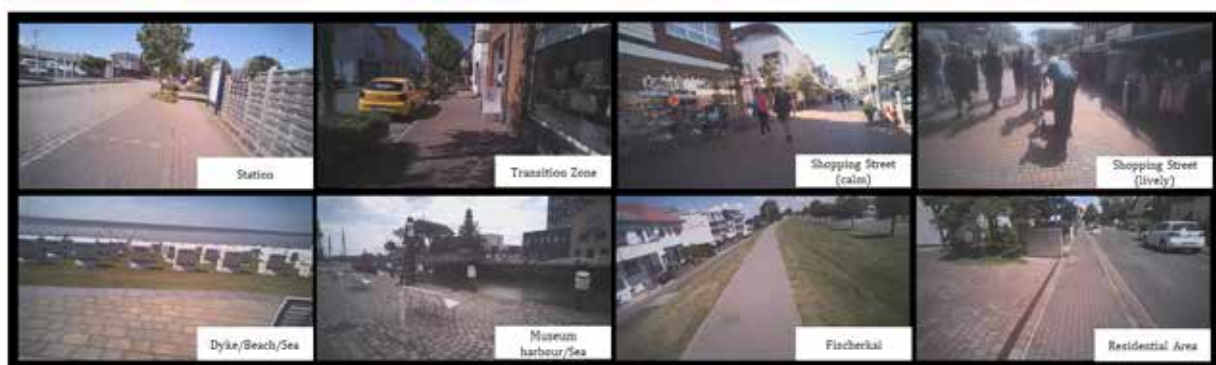 Station
Transition Zone
Shopping Street
(calm)
Shopping Street
(lively)
Dyke/Beach/Sea
Museum
harbour/Sea
Fischerkai
Residential Area